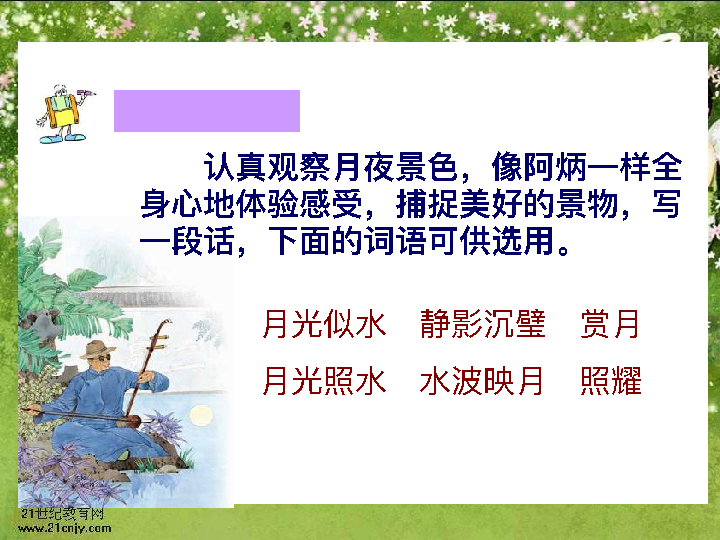 认真观察月夜景色，像阿炳一样全
身心地体验感受，捕捉美好的景物，写
一段话，下面的词语可供选用。
月光似水 静影沉璧 赏月
月光照水 水波映月 照耀
21世纪教育网
www.21cnjy.com